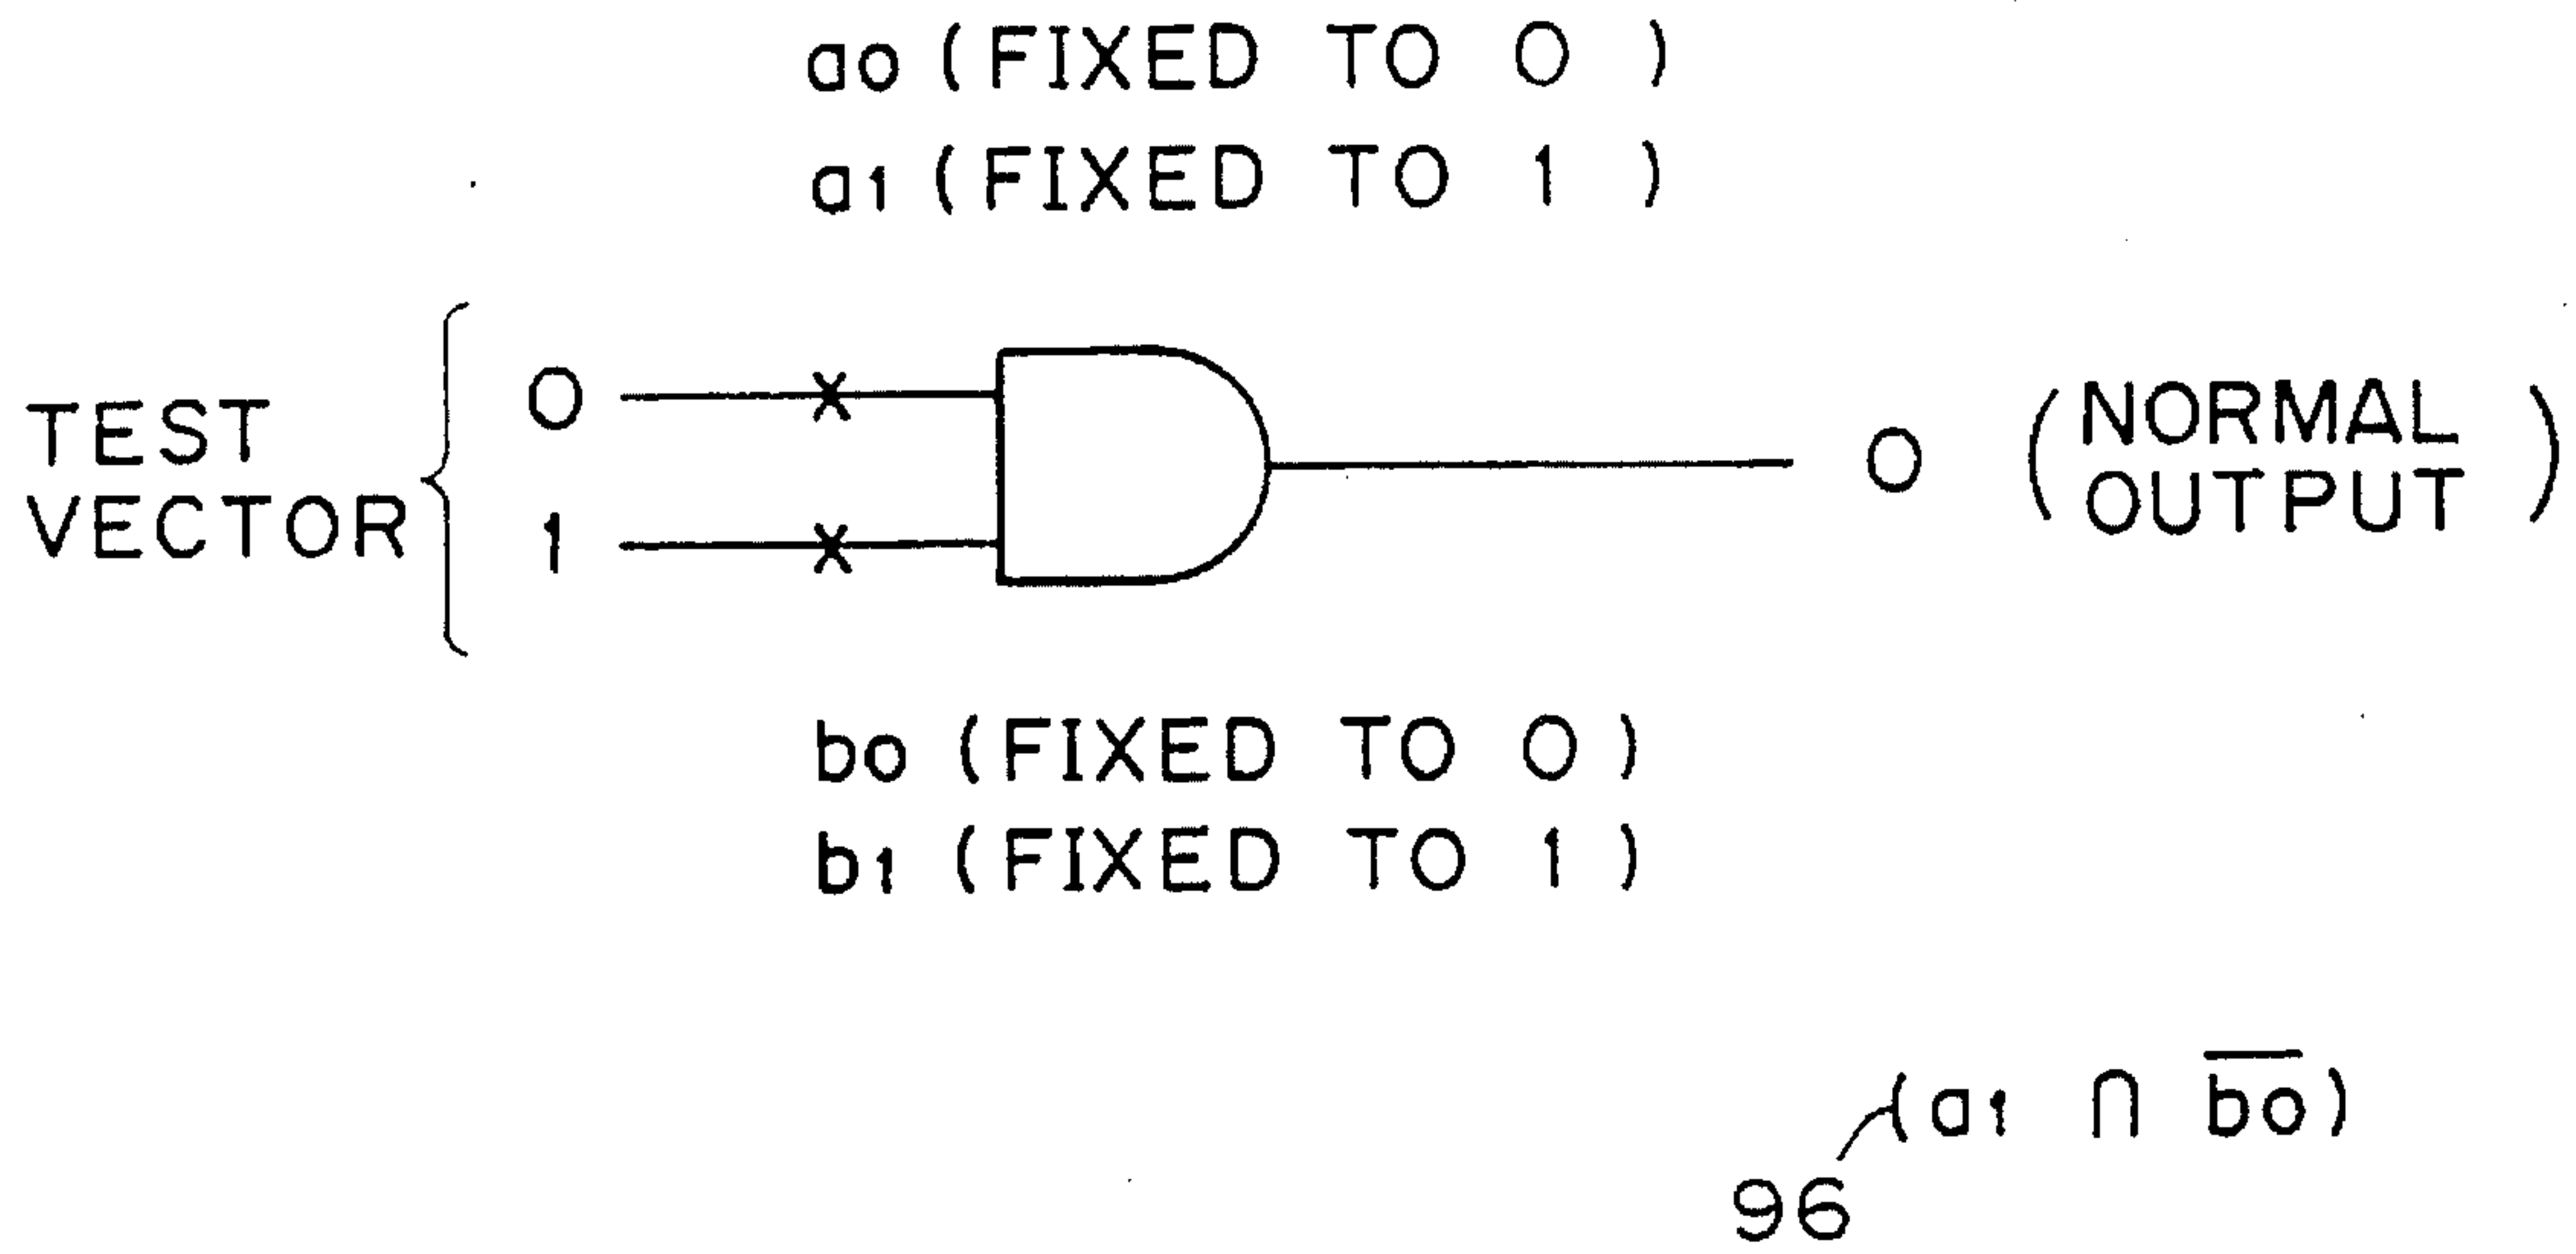 a0 (FIXED TO 0)
a1 (FIXED TO 1)
TEST
VECTOR
0
1
0
(NORMAL
OUTPUT)
b0 (FIXED TO 0)
b1 (FIXED TO 1)
(a1 ∩ b̅0̅)
96